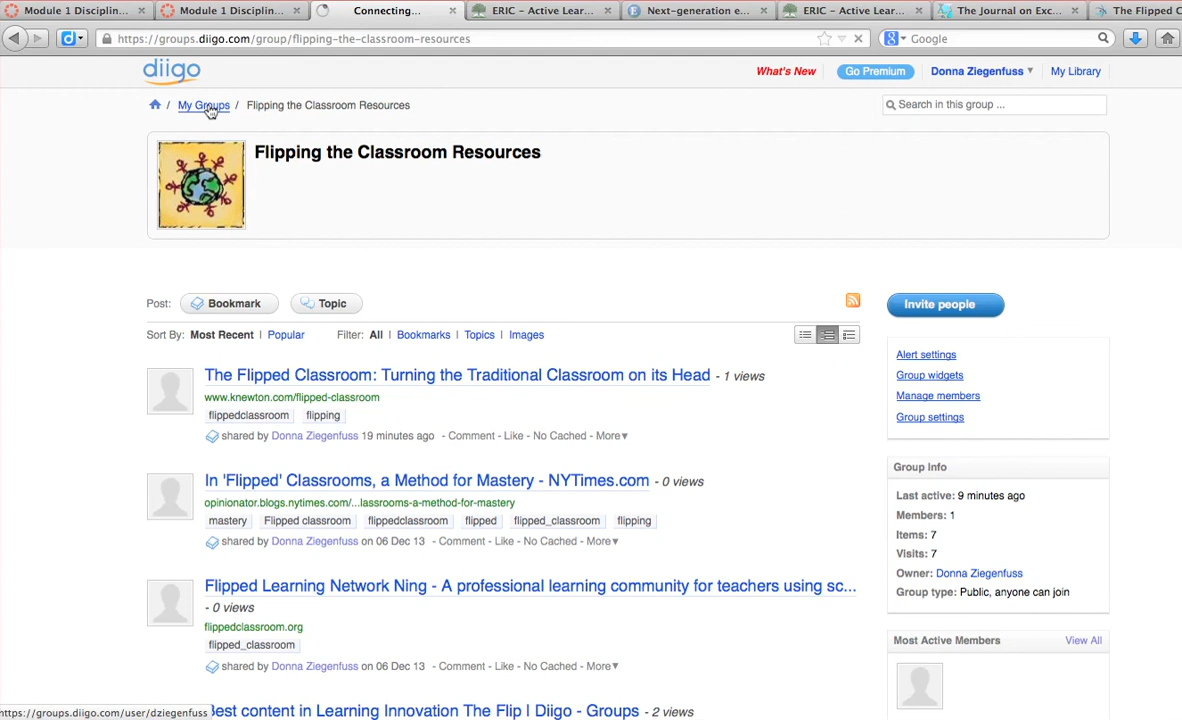 Module 1 Disciplin... Module 1 Disciplin... Connecting... ERIC – Active Lear... Next-generation e... ERIC – Active Lear... The Journal on Exc... The Flipped C
https://groups.diigo.com/group/flipping-the-classroom-resources Google
diigo What's New Go Premium Donna Ziegenfuss My Library
/ My Groups / Flipping the Classroom Resources Search in this group ...
Flipping the Classroom Resources
Post: Bookmark Topic
Invite people
Sort By: Most Recent | Popular Filter: All | Bookmarks | Topics | Images
The Flipped Classroom: Turning the Traditional Classroom on its Head - 1 views
www.knewton.com/flipped-classroom
flippedclassroom flipping
shared by Donna Ziegenfuss 19 minutes ago - Comment - Like - No Cached - More▼
In 'Flipped' Classrooms, a Method for Mastery - NYTimes.com - 0 views
opinionator.blogs.nytimes.com/...lassrooms-a-method-for-mastery
mastery Flipped classroom flippedclassroom flipped flipped_classroom flipping
shared by Donna Ziegenfuss on 06 Dec 13 - Comment - Like - No Cached - More▼
Flipped Learning Network Ning - A professional learning community for teachers using sc...
- 0 views
flippedclassroom.org
flipped_classroom
shared by Donna Ziegenfuss on 06 Dec 13 - Comment - Like - No Cached - More▼
Best content in Learning Innovation The Flip | Diigo - Groups - 2 views
Alert settings
Group widgets
Manage members
Group settings
Group Info
Last active: 9 minutes ago
Members: 1
Items: 7
Visits: 7
Owner: Donna Ziegenfuss
Group type: Public, anyone can join
Most Active Members View All
https://groups.diigo.com/user/dziegenfuss